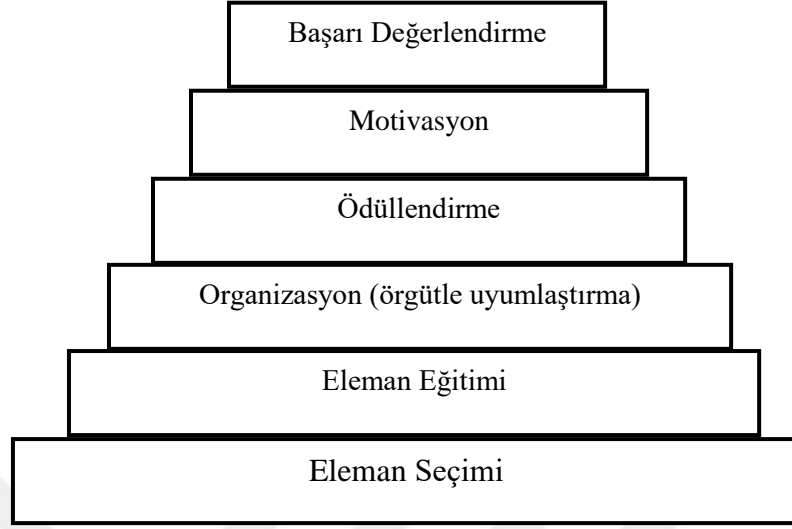 Başarı Değerlendirme
Motivasyon
Ödüllendirme
Organizasyon (örgütle uyumlaştırma)
Eleman Eğitimi
Eleman Seçimi